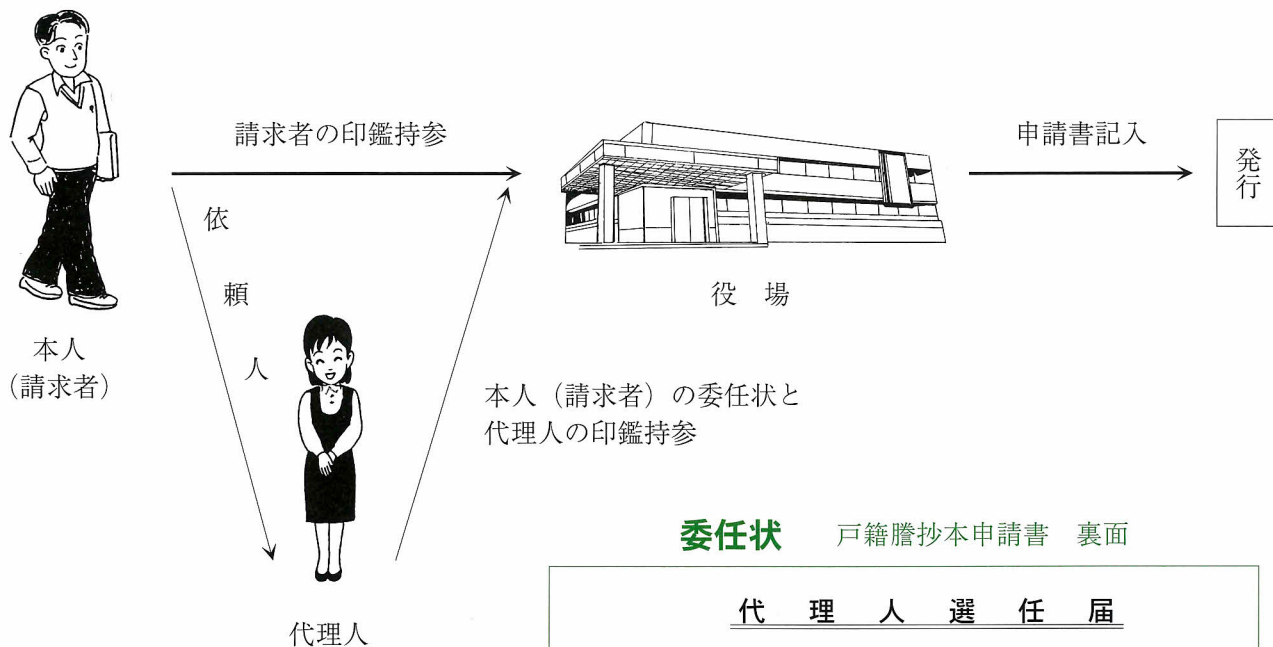 請求者の印鑑持参
申請書記入
発行
依頼人
役　場
本人
（請求者）
本人（請求者）の委任状と
代理人の印鑑持参
代理人
委任状　戸籍謄抄本申請書　裏面
代理人選任届